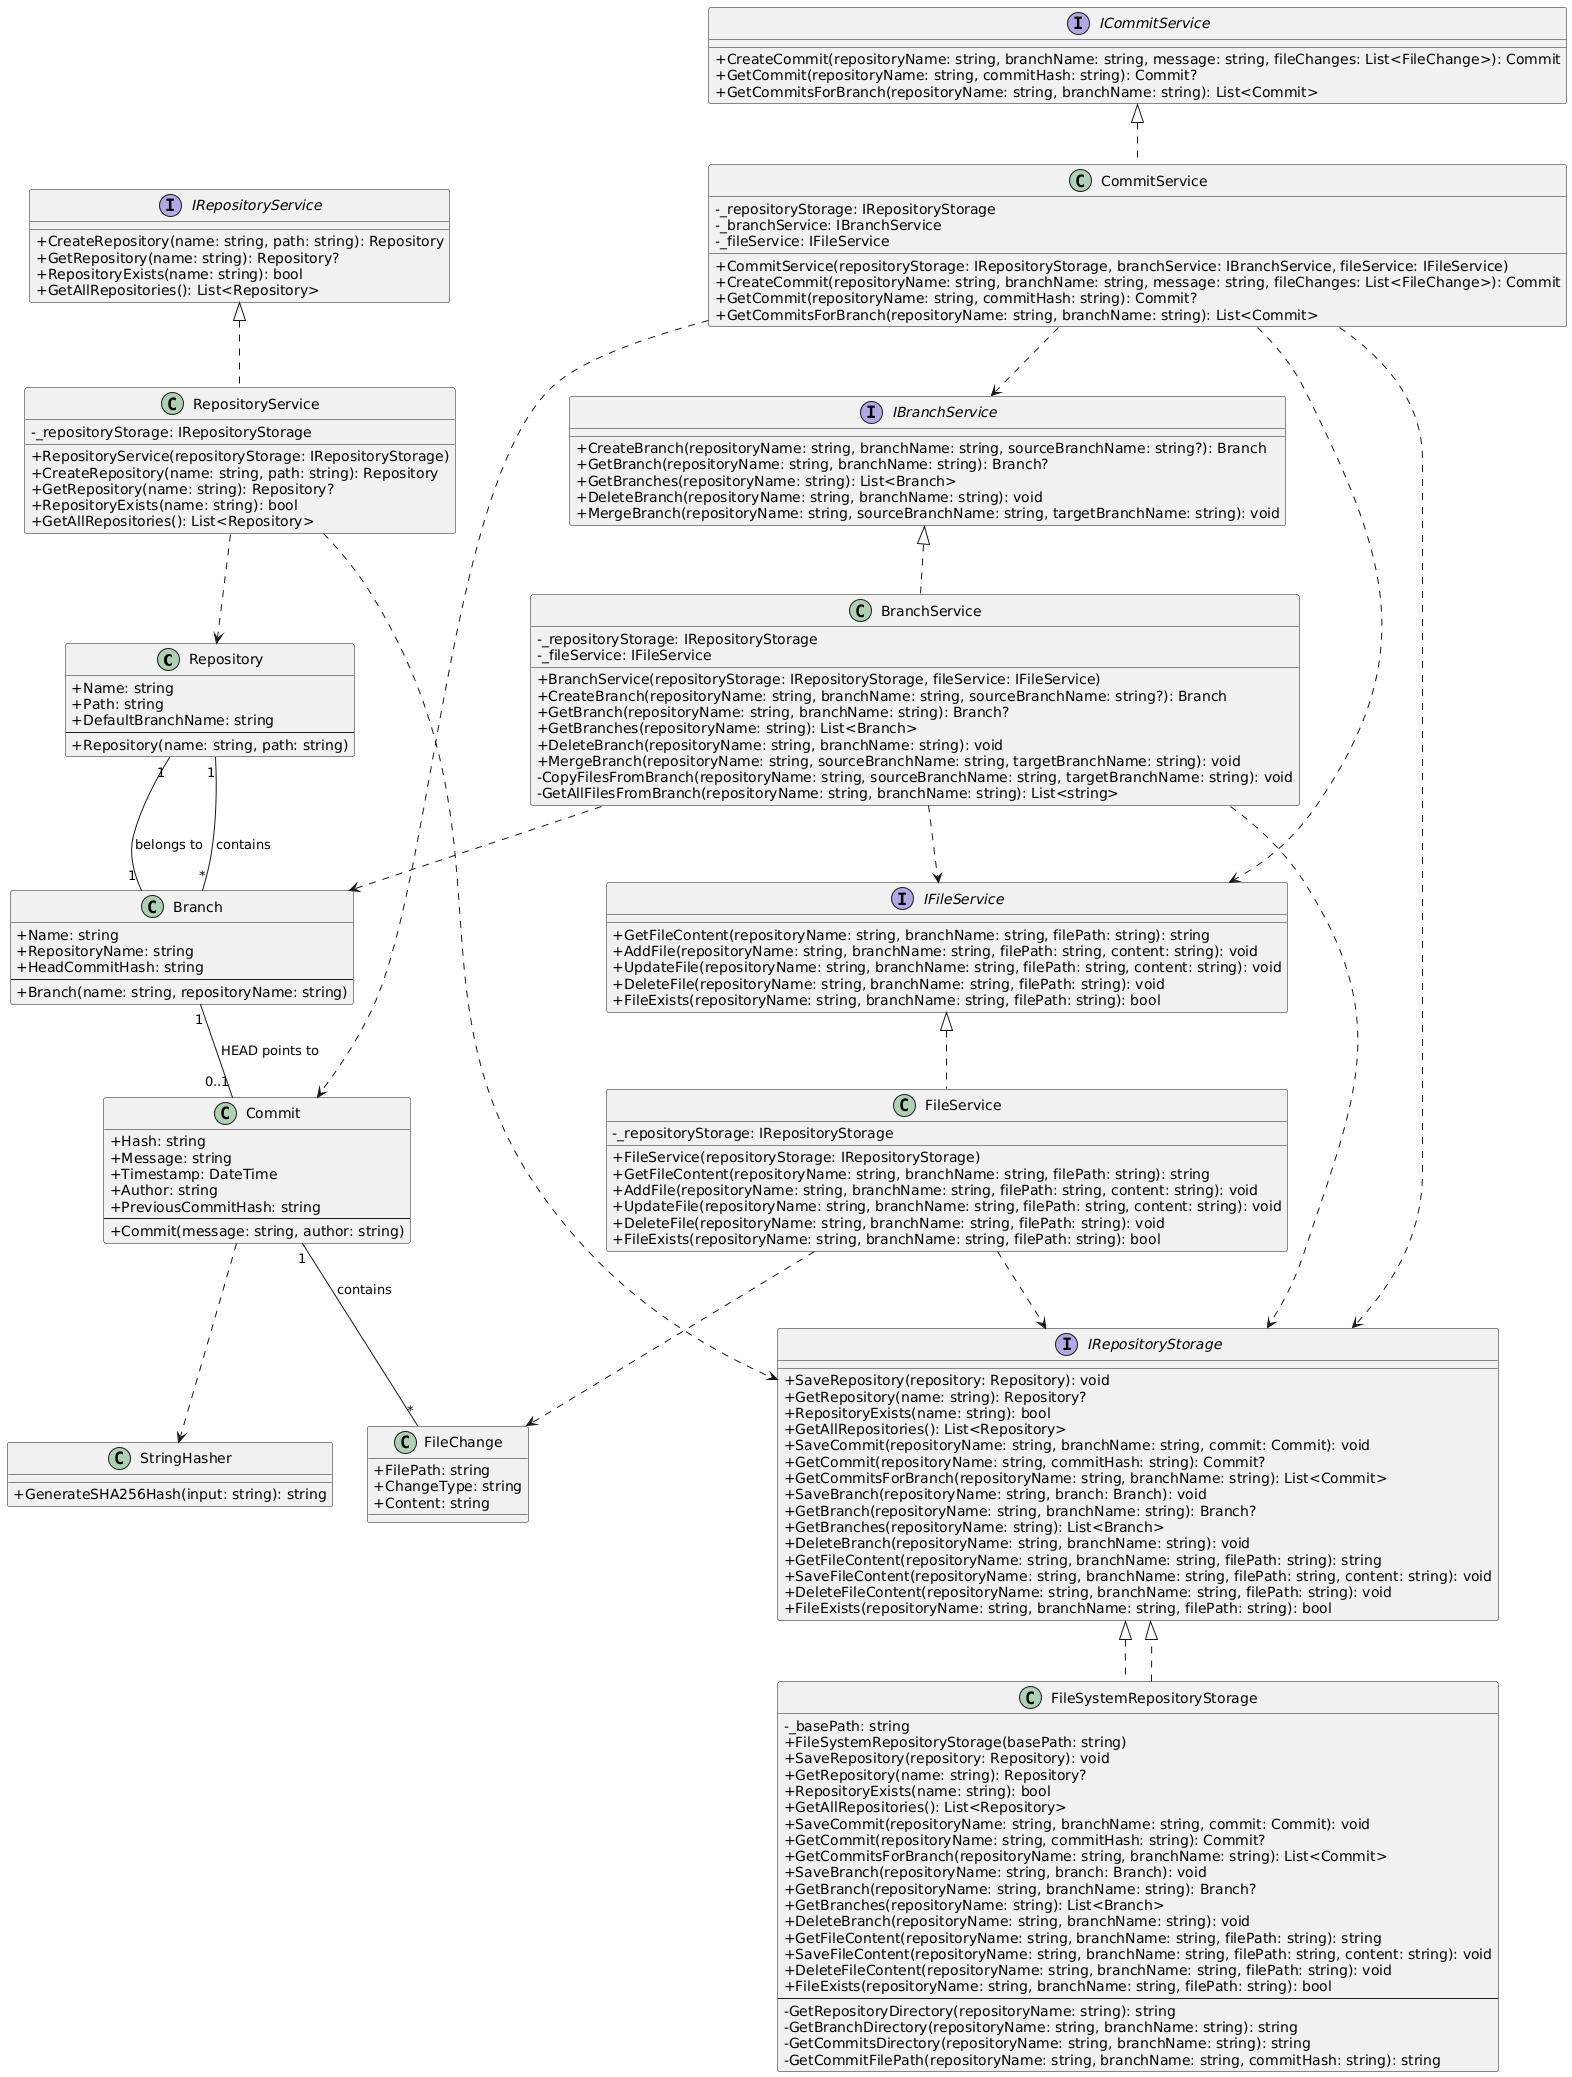 ICommitService
+CreateCommit(repositoryName: string, branchName: string, message: string, fileChanges: List<FileChange>): Commit
+GetCommit(repositoryName: string, commitHash: string): Commit?
+GetCommitsForBranch(repositoryName: string, branchName: string): List<Commit>
CommitService
-_repositoryStorage: IRepositoryStorage
-_branchService: IBranchService
-_fileService: IFileService
+CommitService(repositoryStorage: IRepositoryStorage, branchService: IBranchService, fileService: IFileService)
+CreateCommit(repositoryName: string, branchName: string, message: string, fileChanges: List<FileChange>): Commit
+GetCommit(repositoryName: string, commitHash: string): Commit?
+GetCommitsForBranch(repositoryName: string, branchName: string): List<Commit>
IRepositoryService
+CreateRepository(name: string, path: string): Repository
+GetRepository(name: string): Repository?
+RepositoryExists(name: string): bool
+GetAllRepositories(): List<Repository>
RepositoryService
-_repositoryStorage: IRepositoryStorage
+RepositoryService(repositoryStorage: IRepositoryStorage)
+CreateRepository(name: string, path: string): Repository
+GetRepository(name: string): Repository?
+RepositoryExists(name: string): bool
+GetAllRepositories(): List<Repository>
IBranchService
+CreateBranch(repositoryName: string, branchName: string, sourceBranchName: string?): Branch
+GetBranch(repositoryName: string, branchName: string): Branch?
+GetBranches(repositoryName: string): List<Branch>
+DeleteBranch(repositoryName: string, branchName: string): void
+MergeBranch(repositoryName: string, sourceBranchName: string, targetBranchName: string): void
BranchService
-_repositoryStorage: IRepositoryStorage
-_fileService: IFileService
+BranchService(repositoryStorage: IRepositoryStorage, fileService: IFileService)
+CreateBranch(repositoryName: string, branchName: string, sourceBranchName: string?): Branch
+GetBranch(repositoryName: string, branchName: string): Branch?
+GetBranches(repositoryName: string): List<Branch>
+DeleteBranch(repositoryName: string, branchName: string): void
+MergeBranch(repositoryName: string, sourceBranchName: string, targetBranchName: string): void
-CopyFilesFromBranch(repositoryName: string, sourceBranchName: string, targetBranchName: string): void
-GetAllFilesFromBranch(repositoryName: string, branchName: string): List<string>
Repository
+Name: string
+Path: string
+DefaultBranchName: string
+Repository(name: string, path: string)
1
1
belongs to
contains
1
*
Branch
+Name: string
+RepositoryName: string
+HeadCommitHash: string
+Branch(name: string, repositoryName: string)
1
HEAD points to
0..1
IFileService
+GetFileContent(repositoryName: string, branchName: string, filePath: string): string
+AddFile(repositoryName: string, branchName: string, filePath: string, content: string): void
+UpdateFile(repositoryName: string, branchName: string, filePath: string, content: string): void
+DeleteFile(repositoryName: string, branchName: string, filePath: string): void
+FileExists(repositoryName: string, branchName: string, filePath: string): bool
Commit
+Hash: string
+Message: string
+Timestamp: DateTime
+Author: string
+PreviousCommitHash: string
+Commit(message: string, author: string)
1
contains
*
FileService
-_repositoryStorage: IRepositoryStorage
+FileService(repositoryStorage: IRepositoryStorage)
+GetFileContent(repositoryName: string, branchName: string, filePath: string): string
+AddFile(repositoryName: string, branchName: string, filePath: string, content: string): void
+UpdateFile(repositoryName: string, branchName: string, filePath: string, content: string): void
+DeleteFile(repositoryName: string, branchName: string, filePath: string): void
+FileExists(repositoryName: string, branchName: string, filePath: string): bool
StringHasher
+GenerateSHA256Hash(input: string): string
FileChange
+FilePath: string
+ChangeType: string
+Content: string
IRepositoryStorage
+SaveRepository(repository: Repository): void
+GetRepository(name: string): Repository?
+RepositoryExists(name: string): bool
+GetAllRepositories(): List<Repository>
+SaveCommit(repositoryName: string, branchName: string, commit: Commit): void
+GetCommit(repositoryName: string, commitHash: string): Commit?
+GetCommitsForBranch(repositoryName: string, branchName: string): List<Commit>
+SaveBranch(repositoryName: string, branch: Branch): void
+GetBranch(repositoryName: string, branchName: string): Branch?
+GetBranches(repositoryName: string): List<Branch>
+DeleteBranch(repositoryName: string, branchName: string): void
+GetFileContent(repositoryName: string, branchName: string, filePath: string): string
+SaveFileContent(repositoryName: string, branchName: string, filePath: string, content: string): void
+DeleteFileContent(repositoryName: string, branchName: string, filePath: string): void
+FileExists(repositoryName: string, branchName: string, filePath: string): bool
FileSystemRepositoryStorage
-_basePath: string
+FileSystemRepositoryStorage(basePath: string)
+SaveRepository(repository: Repository): void
+GetRepository(name: string): Repository?
+RepositoryExists(name: string): bool
+GetAllRepositories(): List<Repository>
+SaveCommit(repositoryName: string, branchName: string, commit: Commit): void
+GetCommit(repositoryName: string, commitHash: string): Commit?
+GetCommitsForBranch(repositoryName: string, branchName: string): List<Commit>
+SaveBranch(repositoryName: string, branch: Branch): void
+GetBranch(repositoryName: string, branchName: string): Branch?
+GetBranches(repositoryName: string): List<Branch>
+DeleteBranch(repositoryName: string, branchName: string): void
+GetFileContent(repositoryName: string, branchName: string, filePath: string): string
+SaveFileContent(repositoryName: string, branchName: string, filePath: string, content: string): void
+DeleteFileContent(repositoryName: string, branchName: string, filePath: string): void
+FileExists(repositoryName: string, branchName: string, filePath: string): bool
-GetRepositoryDirectory(repositoryName: string): string
-GetBranchDirectory(repositoryName: string, branchName: string): string
-GetCommitsDirectory(repositoryName: string, branchName: string): string
-GetCommitFilePath(repositoryName: string, branchName: string, commitHash: string): string